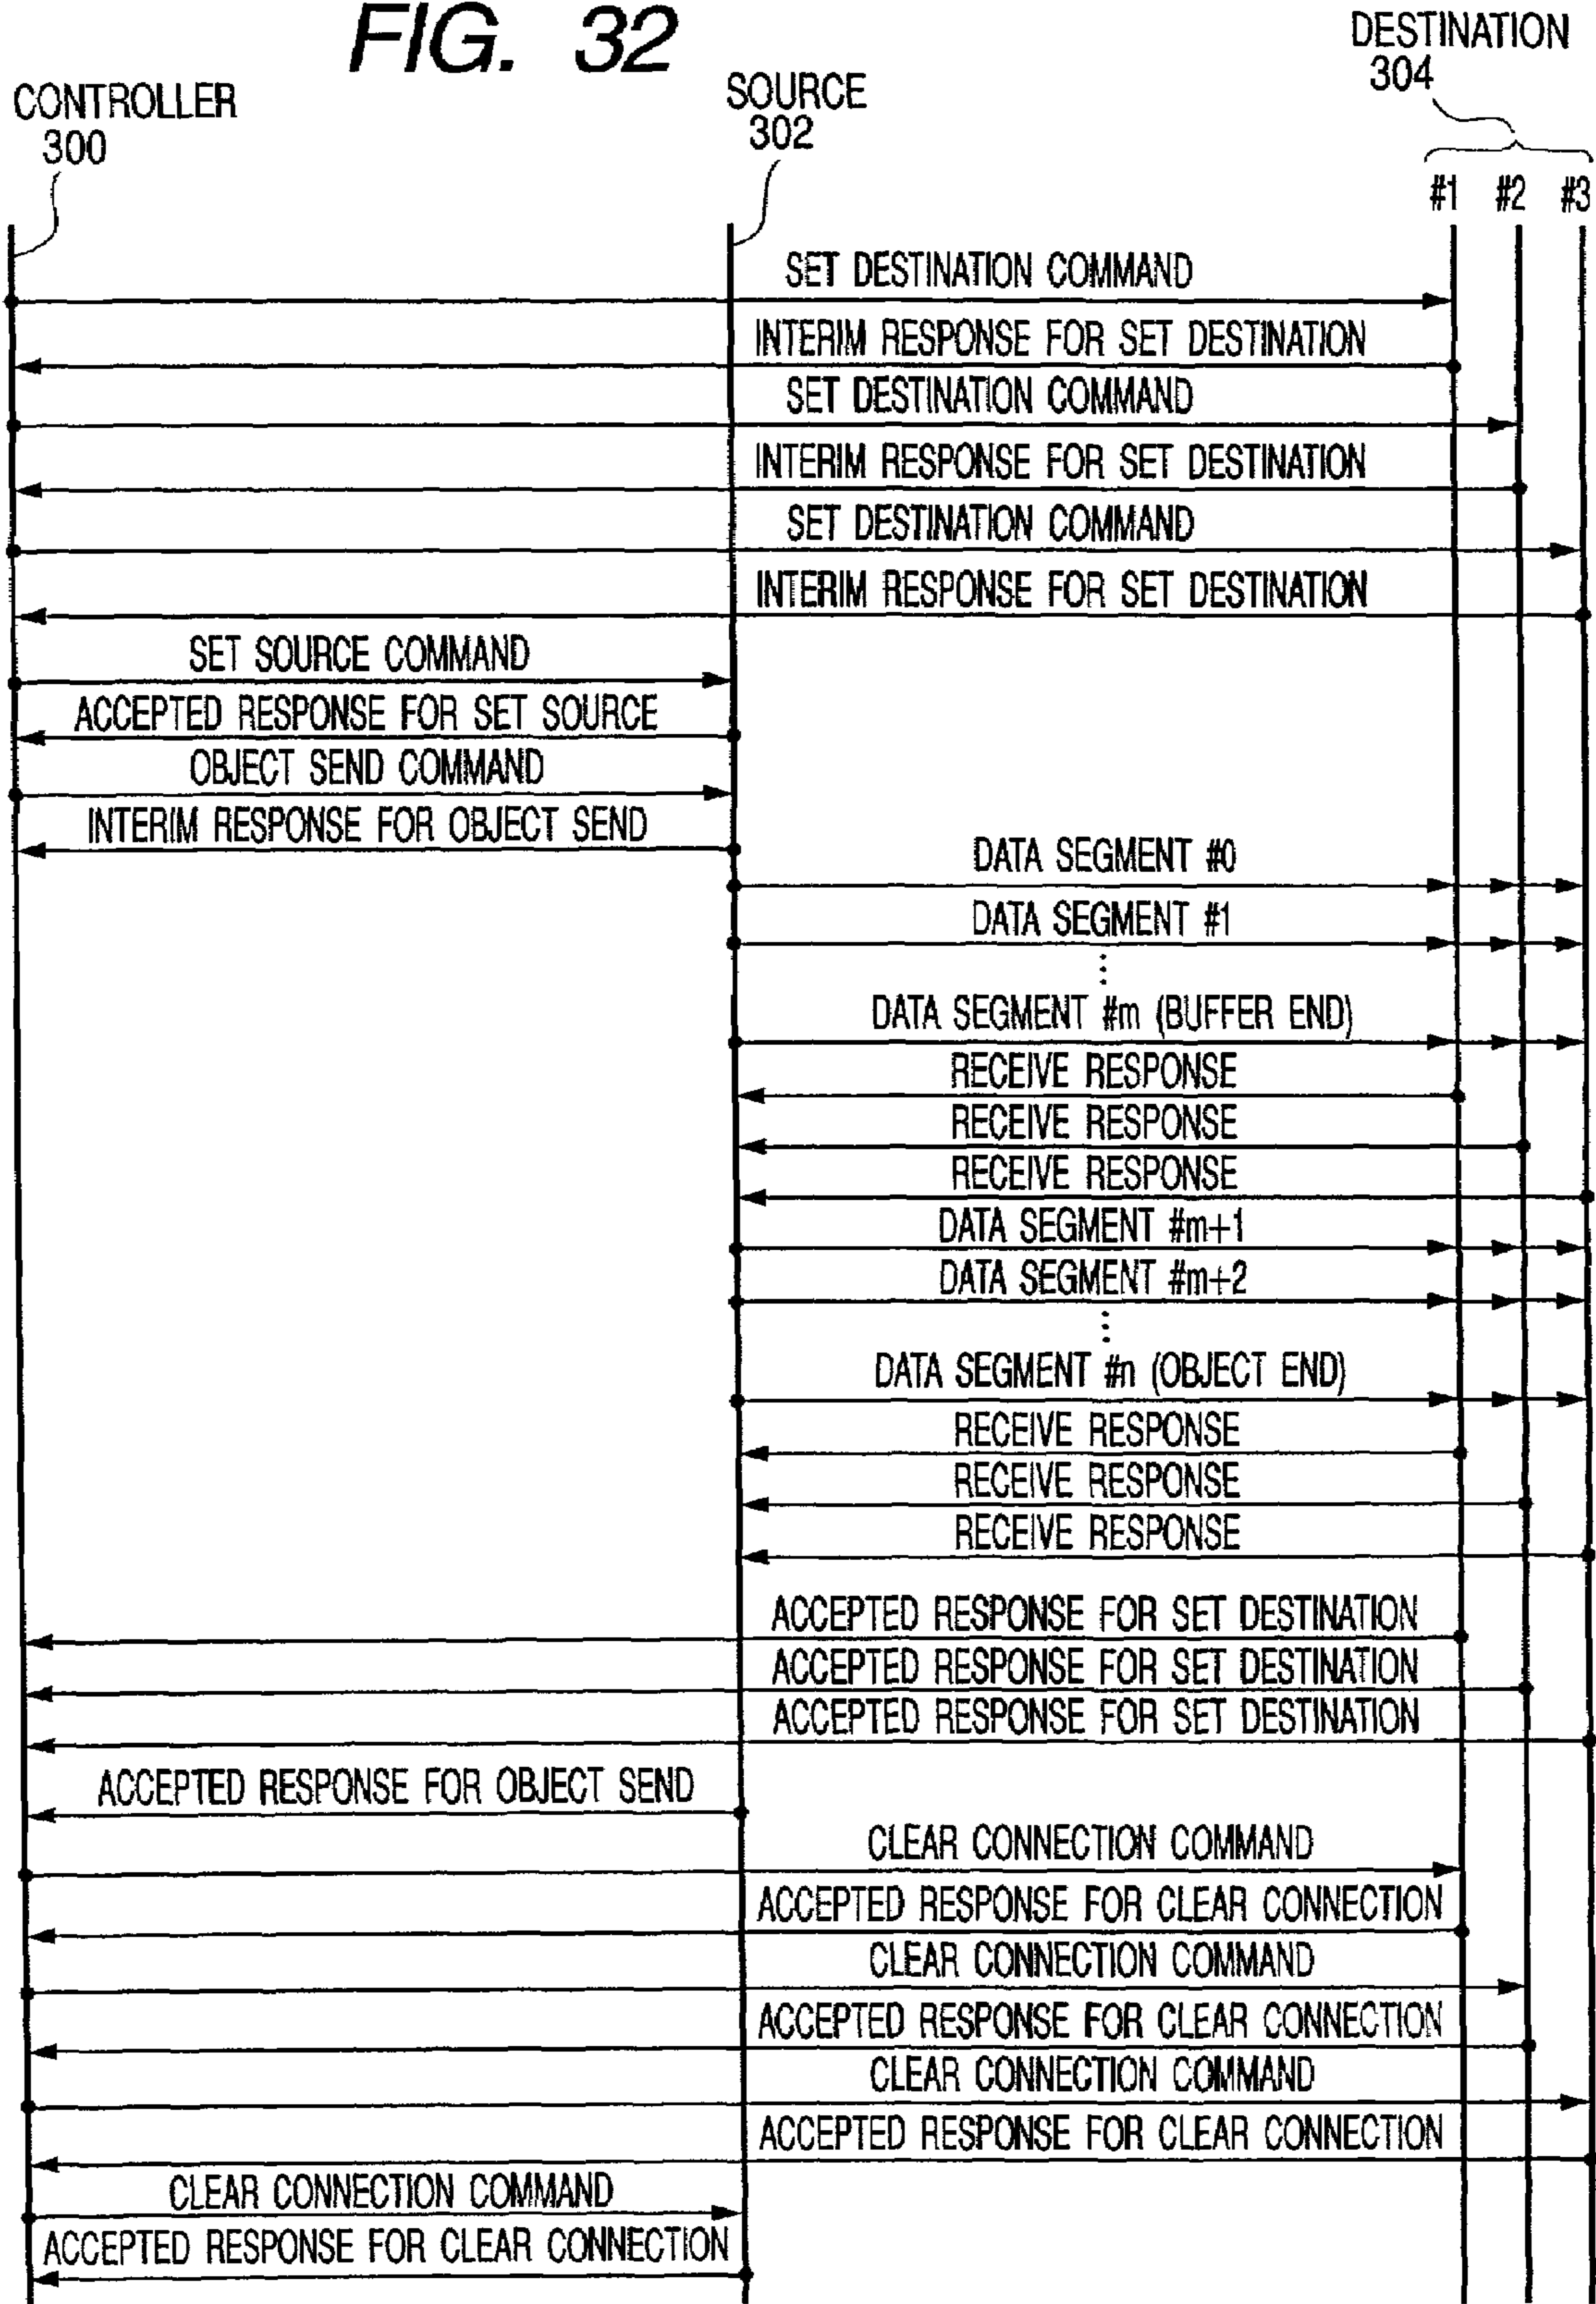 FIG. 32
CONTROLLER
300
SOURCE
302
DESTINATION
304
#1 #2 #3
SET DESTINATION COMMAND
INTERIM RESPONSE FOR SET DESTINATION
SET DESTINATION COMMAND
INTERIM RESPONSE FOR SET DESTINATION
SET DESTINATION COMMAND
INTERIM RESPONSE FOR SET DESTINATION
SET SOURCE COMMAND
ACCEPTED RESPONSE FOR SET SOURCE
OBJECT SEND COMMAND
INTERIM RESPONSE FOR OBJECT SEND
DATA SEGMENT #0
DATA SEGMENT #1
DATA SEGMENT #m (BUFFER END)
RECEIVE RESPONSE
RECEIVE RESPONSE
RECEIVE RESPONSE
DATA SEGMENT #m+1
DATA SEGMENT #m+2
DATA SEGMENT #n (OBJECT END)
RECEIVE RESPONSE
RECEIVE RESPONSE
RECEIVE RESPONSE
ACCEPTED RESPONSE FOR SET DESTINATION
ACCEPTED RESPONSE FOR SET DESTINATION
ACCEPTED RESPONSE FOR SET DESTINATION
ACCEPTED RESPONSE FOR OBJECT SEND
CLEAR CONNECTION COMMAND
ACCEPTED RESPONSE FOR CLEAR CONNECTION
CLEAR CONNECTION COMMAND
ACCEPTED RESPONSE FOR CLEAR CONNECTION
CLEAR CONNECTION COMMAND
ACCEPTED RESPONSE FOR CLEAR CONNECTION
CLEAR CONNECTION COMMAND
ACCEPTED RESPONSE FOR CLEAR CONNECTION